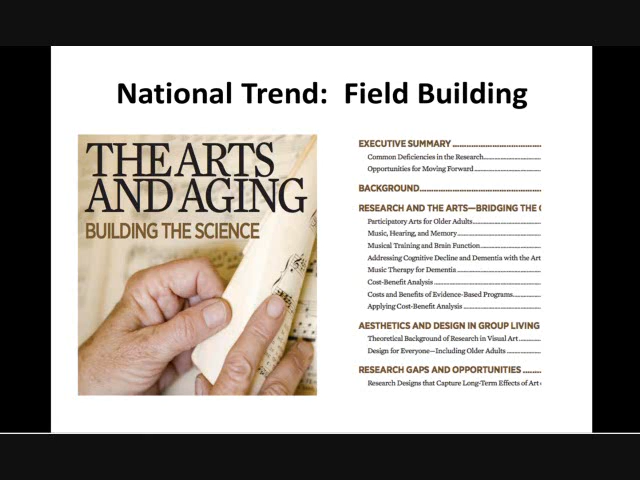 National Trend: Field Building
THE ARTS
AND AGING
BUILDING THE SCIENCE
EXECUTIVE SUMMARY
Common Deficiencies in the Research
Opportunities for Moving Forward
BACKGROUND
RESEARCH AND THE ARTS—BRIDGING THE
Participatory Arts for Older Adults
Music, Hearing, and Memory
Musical Training and Brain Function
Addressing Cognitive Decline and Dementia with the Art
Music Therapy for Dementia
Cost-Benefit Analysis
Costs and Benefits of Evidence-Based Programs
Applying Cost-Benefit Analysis
AESTHETICS AND DESIGN IN GROUP LIVING
Theoretical Background of Research in Visual Art
Design for Everyone—Including Older Adults
RESEARCH GAPS AND OPPORTUNITIES
Research Designs that Capture Long-Term Effects of Art